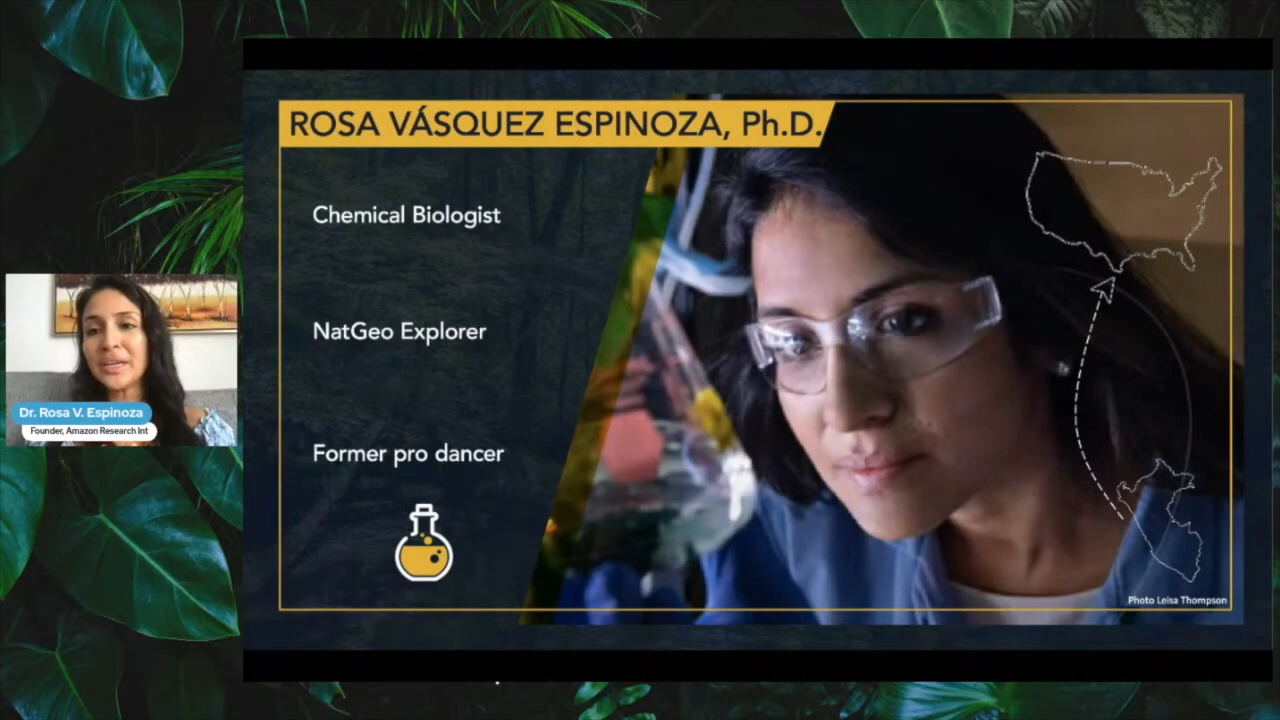 ROSA VÁSQUEZ ESPINOZA, Ph.D.
Chemical Biologist
NatGeo Explorer
Former pro dancer
Dr. Rosa V. Espinoza
Founder, Amazon Research Int
Photo Leisa Thompson